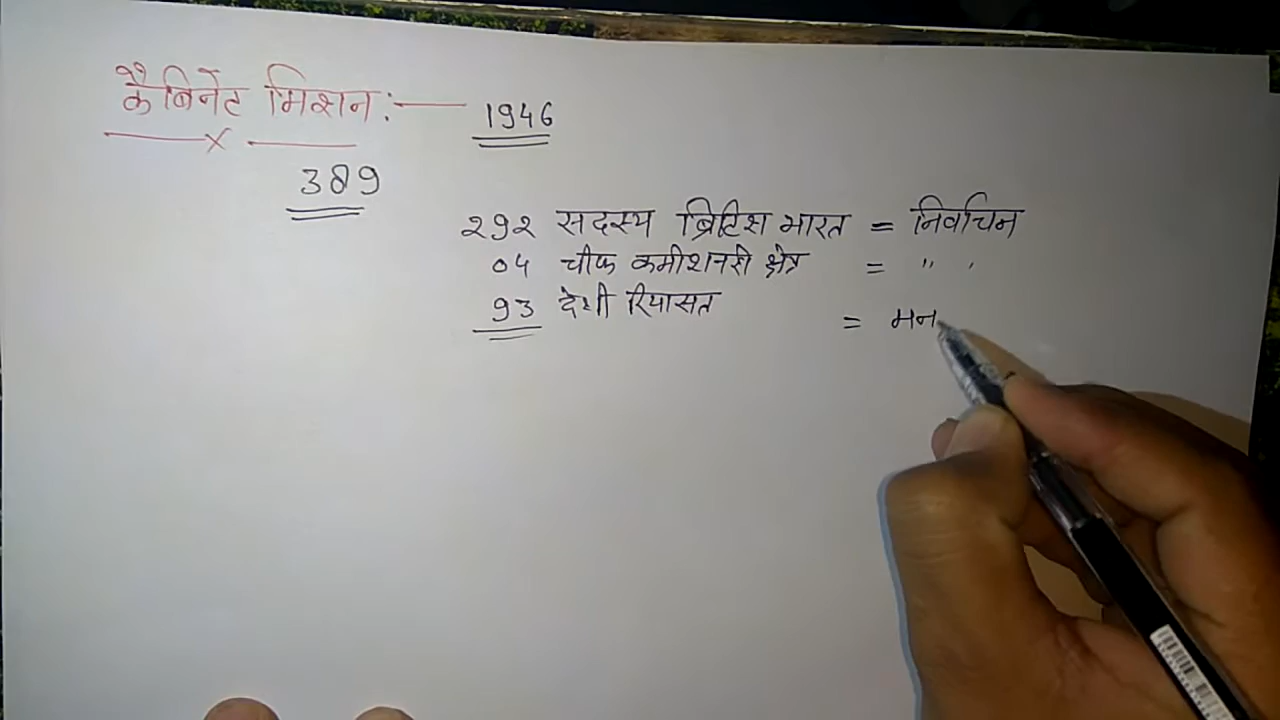 कैबिनेट मिशन:— 1946
389
292 सदस्य ब्रिटिश भारत = निर्वाचन
04 चीफ कमीशनरी क्षेत्र = " "
93 देशी रियासत = मन